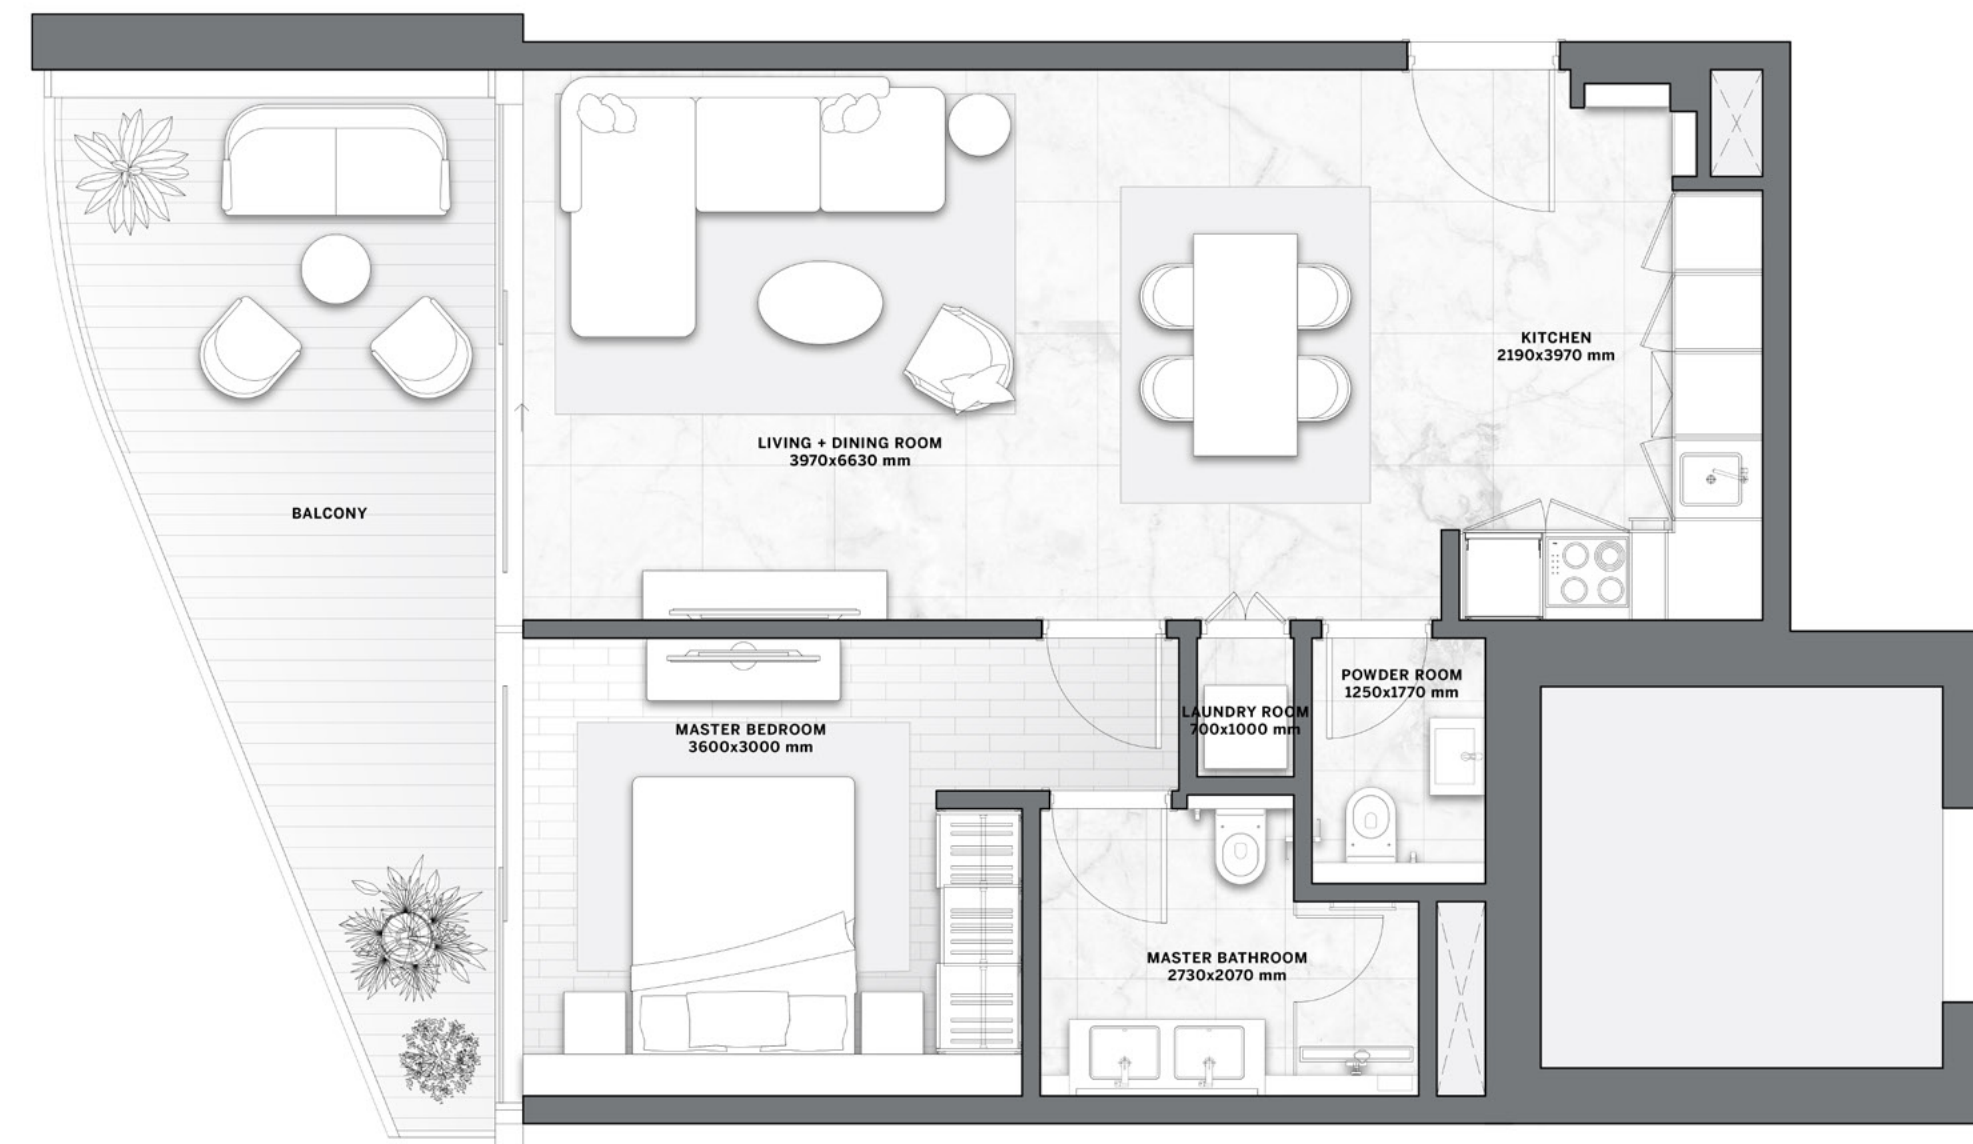 KITCHEN
2190x3970 mm
LIVING + DINING ROOM
3970x6630 mm
BALCONY
POWDER ROOM
1250x1770 mm
LAUNDRY ROOM
700x1000 mm
MASTER BEDROOM
3600x3000 mm
MASTER BATHROOM
2730x2070 mm